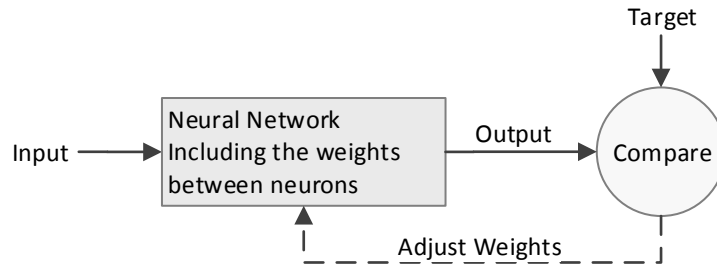 Target
Neural Network
Including the weights
between neurons
Input
Output
Compare
Adjust Weights